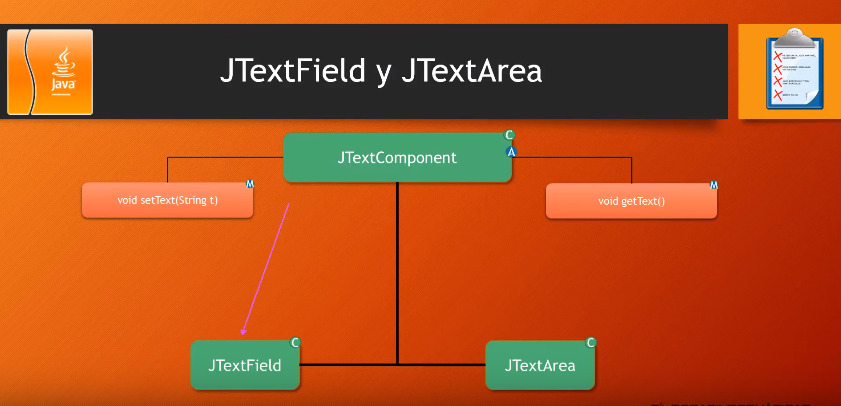 Java
JTextField y JTextArea
JTextComponent
C
A
void setText(String t)
M
void getText()
M
JTextField
C
JTextArea
C